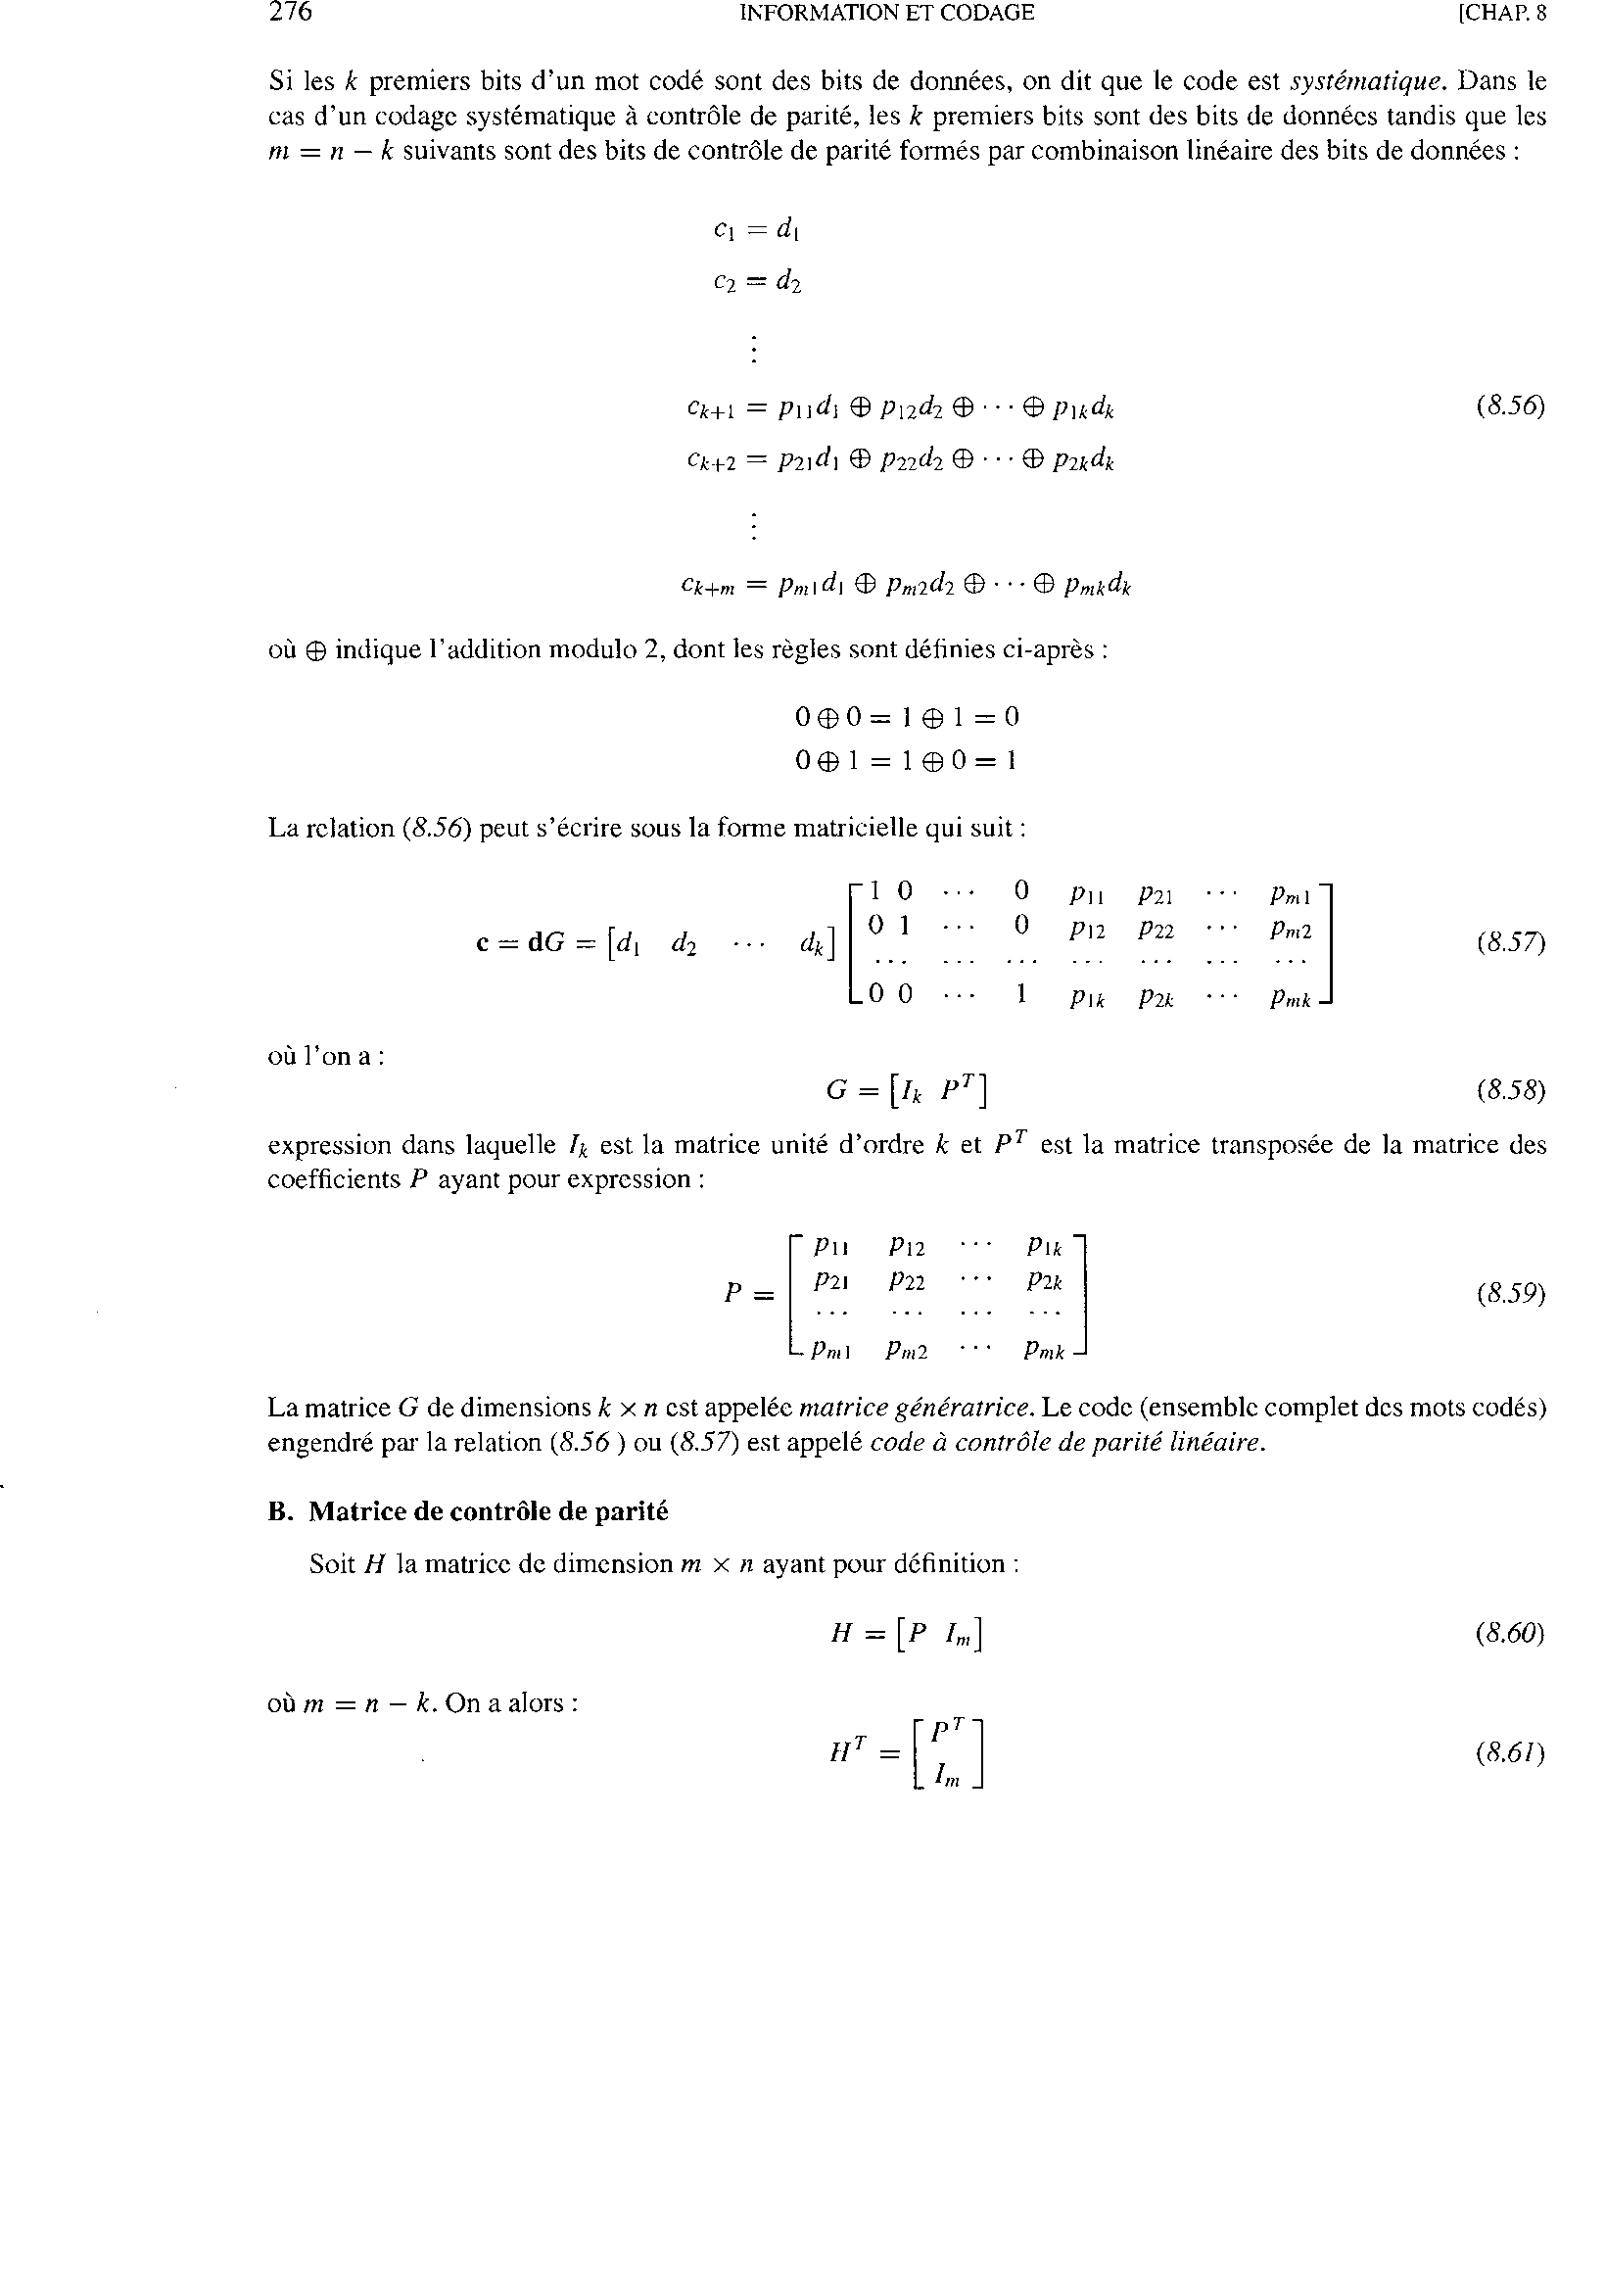 276 INFORMATION ET CODAGE [CHAP. 8
Si les k premiers bits d'un mot codé sont des bits de données, on dit que le code est systématique. Dans le
cas d'un codage systématique à contrôle de parité, les k premiers bits sont des bits de données tandis que les
m = n − k suivants sont des bits de contrôle de parité formés par combinaison linéaire des bits de données :
c₁ = d₁
c₂ = d₂
⋮
cₖ₊₁ = p₁₁d₁ ⊕ p₁₂d₂ ⊕ ··· ⊕ p₁ₖdₖ (8.56)
cₖ₊₂ = p₂₁d₁ ⊕ p₂₂d₂ ⊕ ··· ⊕ p₂ₖdₖ
⋮
cₖ₊ₘ = pₘ₁d₁ ⊕ pₘ₂d₂ ⊕ ··· ⊕ pₘₖdₖ
où ⊕ indique l'addition modulo 2, dont les règles sont définies ci-après :
0 ⊕ 0 = 1 ⊕ 1 = 0
0 ⊕ 1 = 1 ⊕ 0 = 1
La relation (8.56) peut s'écrire sous la forme matricielle qui suit :
1 0 ··· 0 p₁₁ p₂₁ ··· pₘ₁
0 1 ··· 0 p₁₂ p₂₂ ··· pₘ₂
c = dG = [d₁ d₂ ··· dₖ] (8.57)
··· ··· ··· ··· ··· ··· ···
0 0 ··· 1 p₁ₖ p₂ₖ ··· pₘₖ
où l'on a :
G = [Iₖ Pᵀ] (8.58)
expression dans laquelle Iₖ est la matrice unité d'ordre k et Pᵀ est la matrice transposée de la matrice des
coefficients P ayant pour expression :
p₁₁ p₁₂ ··· p₁ₖ
p₂₁ p₂₂ ··· p₂ₖ
P = (8.59)
··· ··· ··· ···
pₘ₁ pₘ₂ ··· pₘₖ
La matrice G de dimensions k × n est appelée matrice génératrice. Le code (ensemble complet des mots codés)
engendré par la relation (8.56 ) ou (8.57) est appelé code à contrôle de parité linéaire.
B. Matrice de contrôle de parité
Soit H la matrice de dimension m × n ayant pour définition :
H = [P Iₘ] (8.60)
où m = n − k. On a alors :
Pᵀ
Hᵀ = (8.61)
Iₘ